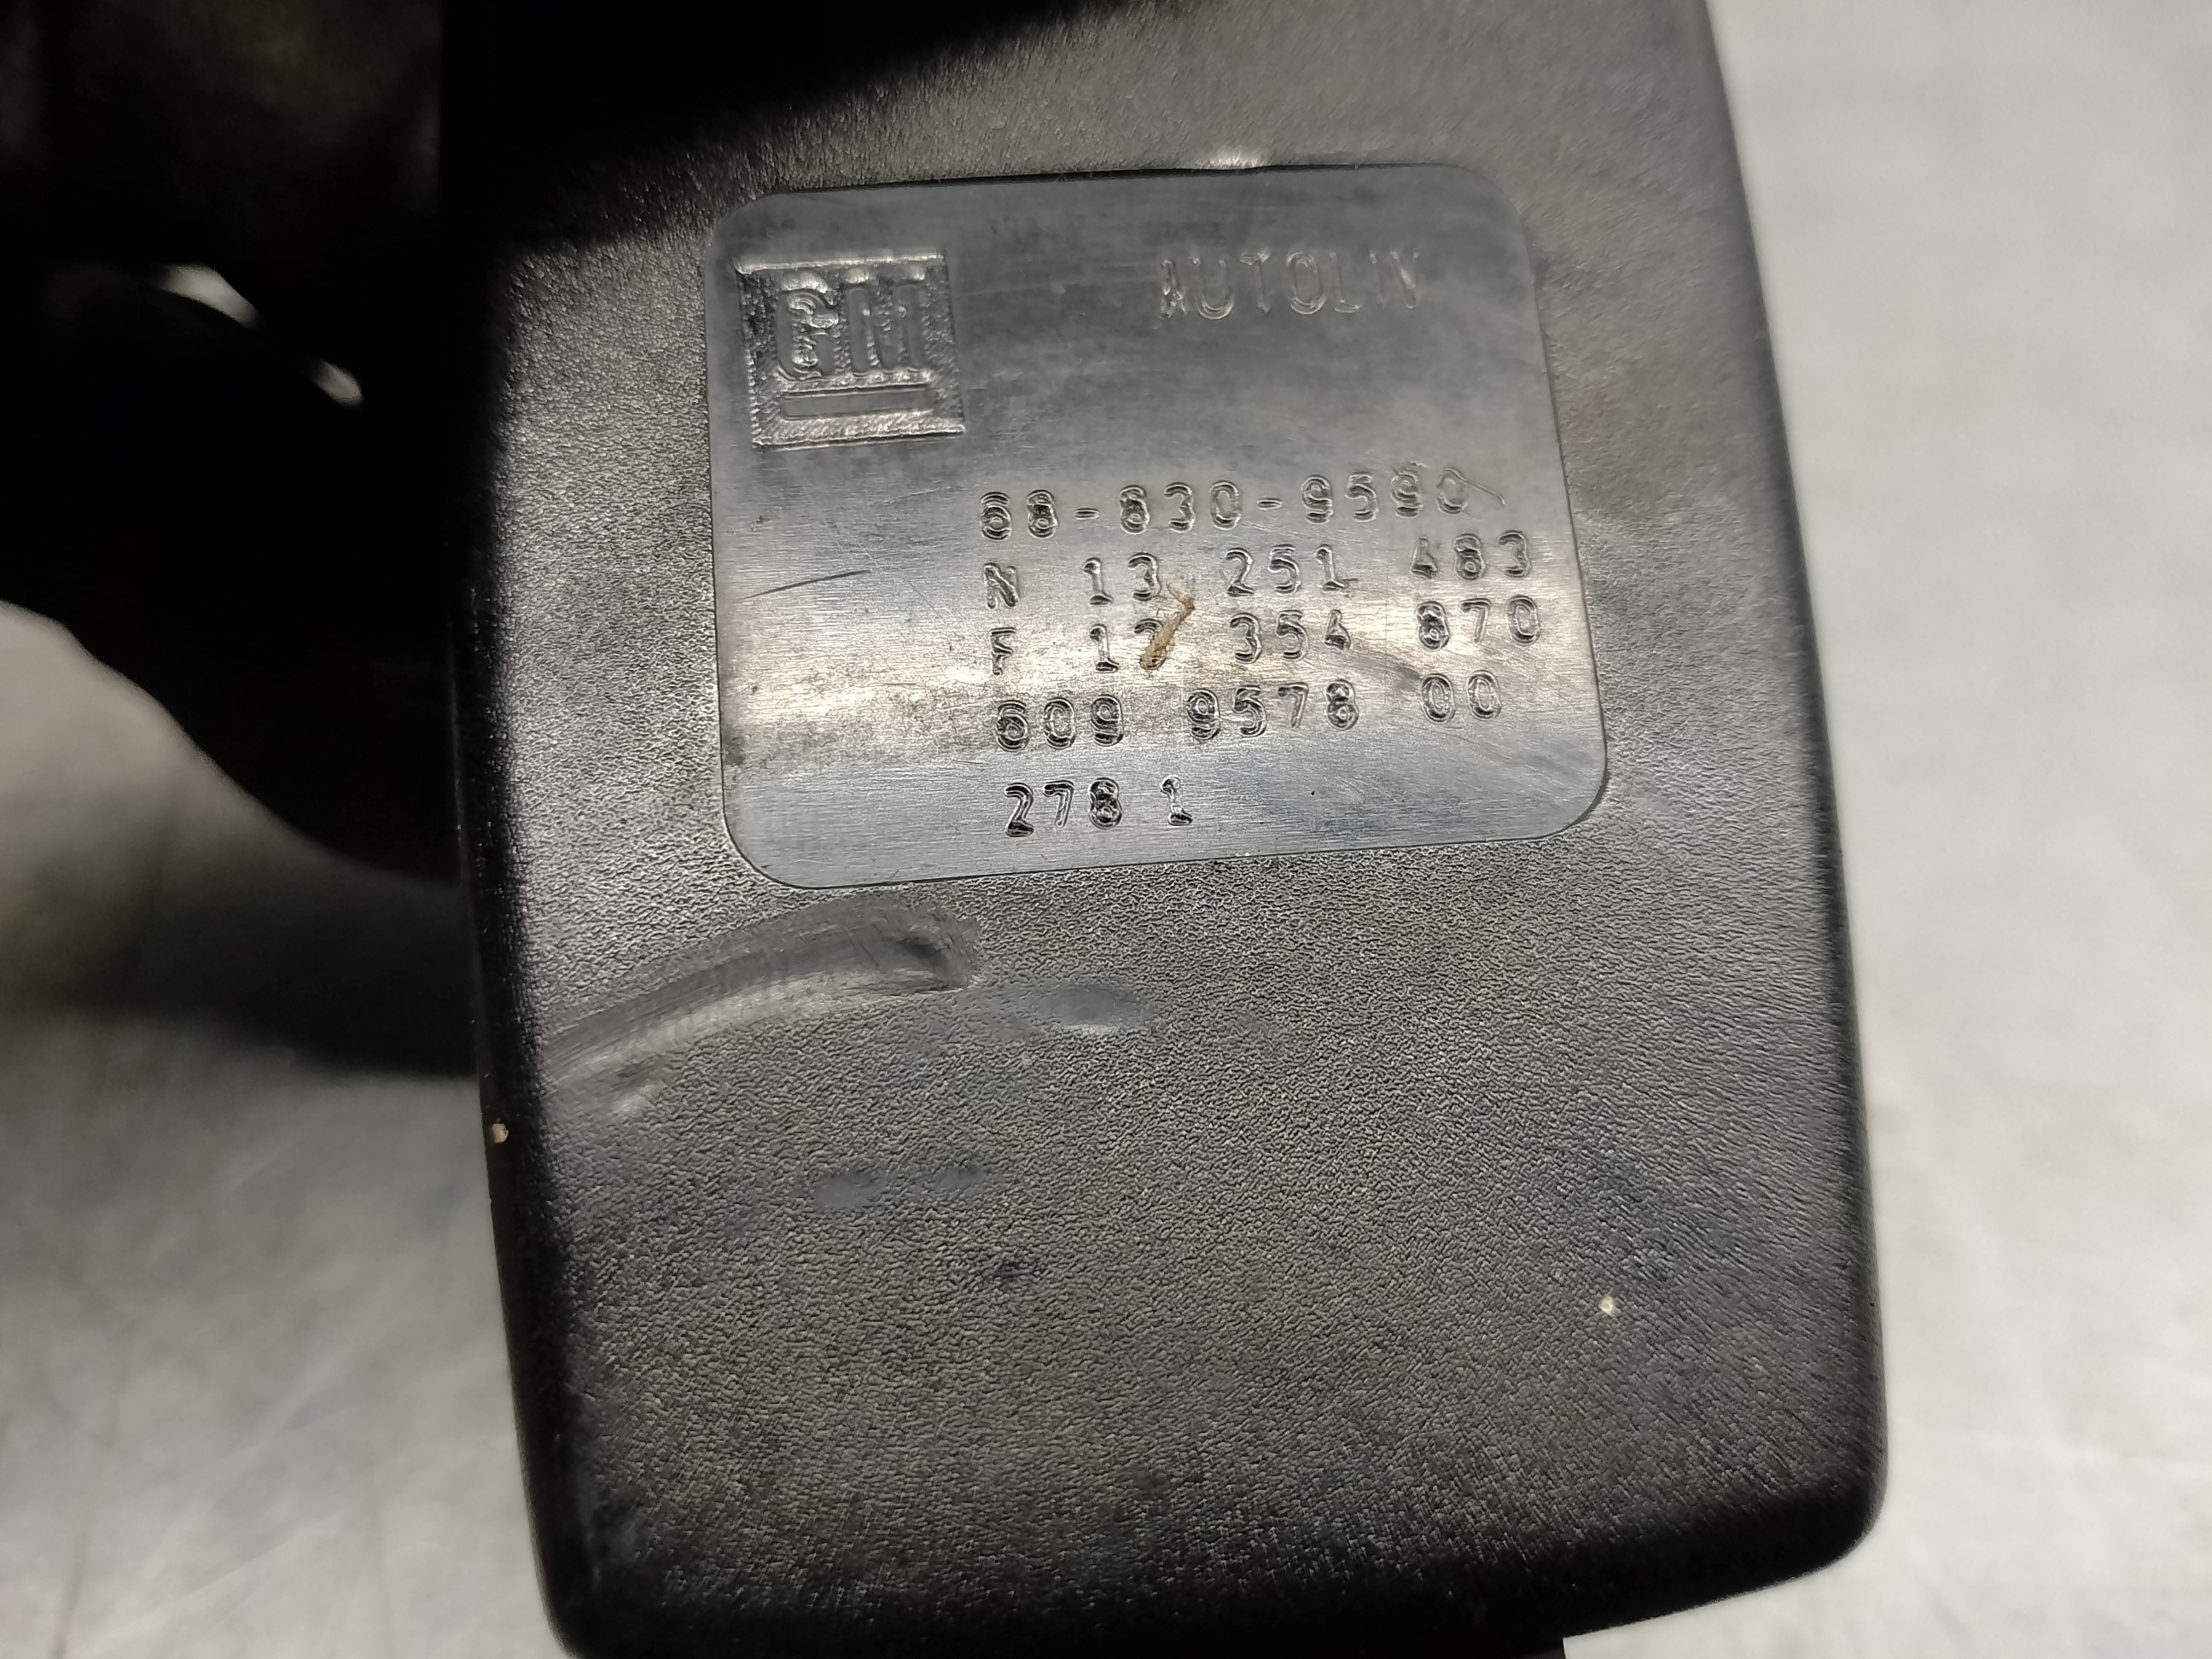 GM
AUTOLIV
68-830-9590
N 13 251 483
F 13 354 870
609 9578 00
278 1